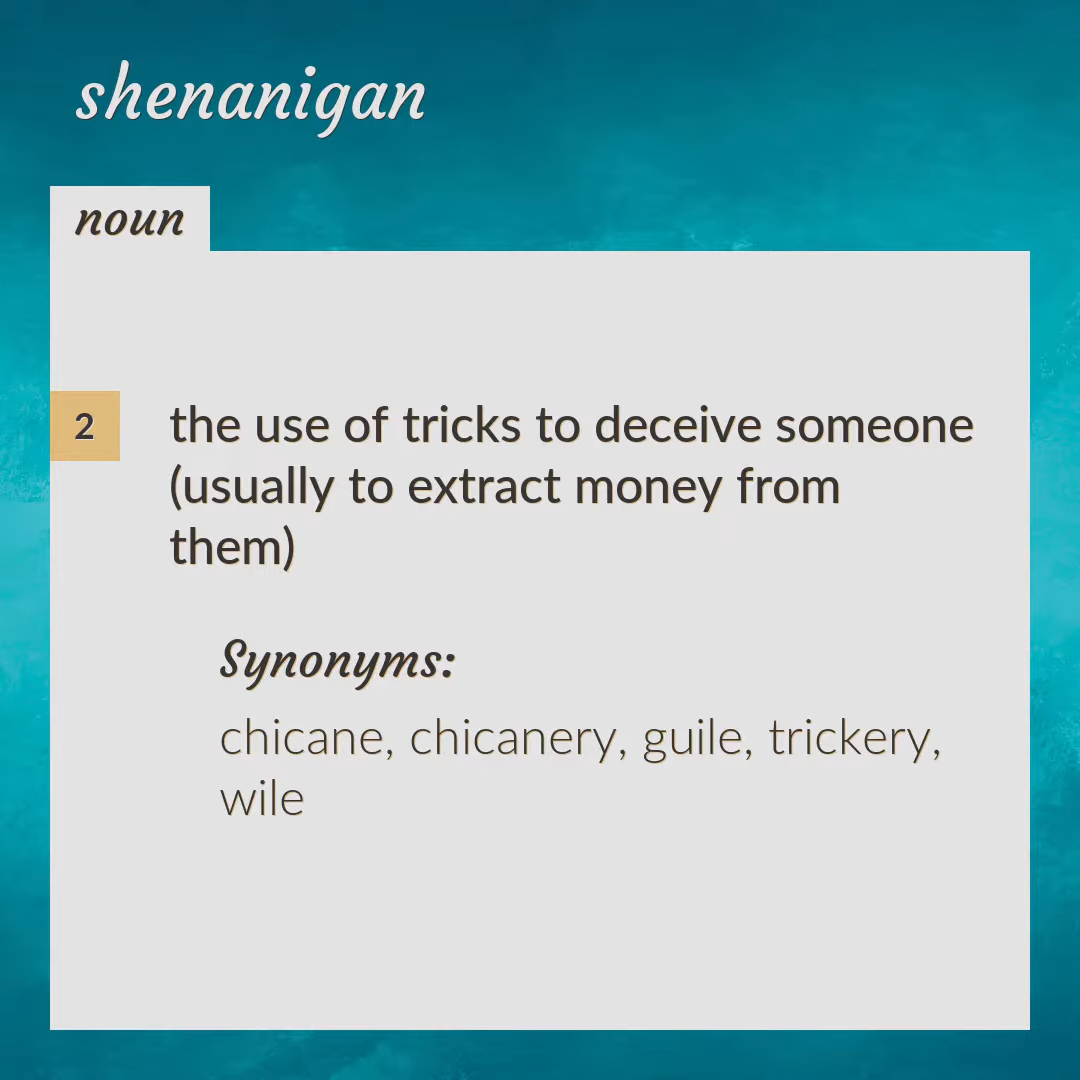 shenanigan
noun
2
the use of tricks to deceive someone
(usually to extract money from
them)
Synonyms:
chicane, chicanery, guile, trickery,
wile